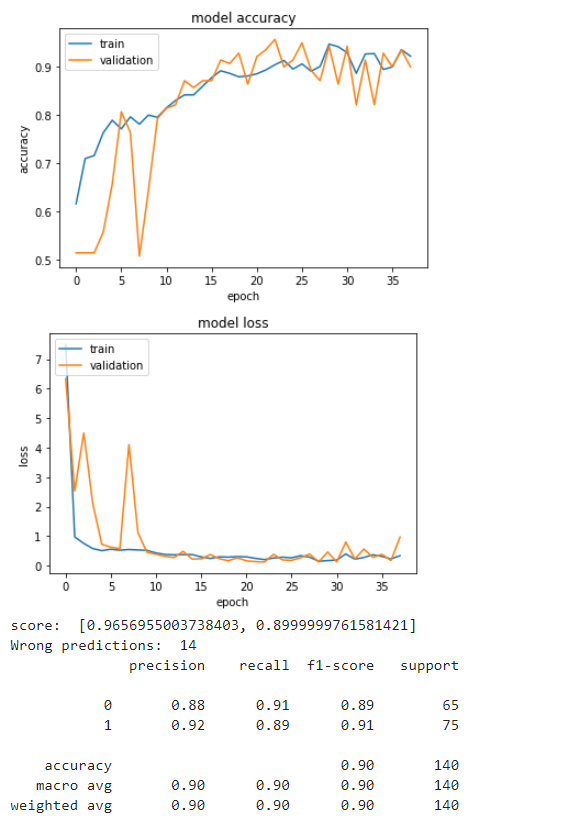 model accuracy
train
validation
0.9
0.8
0.7
0.6
0.5
accuracy
0 5 10 15 20 25 30 35
epoch
model loss
train
validation
7
6
5
4
3
2
1
0
loss
0 5 10 15 20 25 30 35
epoch
score:  [0.9656955003738403, 0.8999999761581421]
Wrong predictions:  14
precision recall f1-score support
0 0.88 0.91 0.89 65
1 0.92 0.89 0.91 75
accuracy 0.90 140
macro avg 0.90 0.90 0.90 140
weighted avg 0.90 0.90 0.90 140